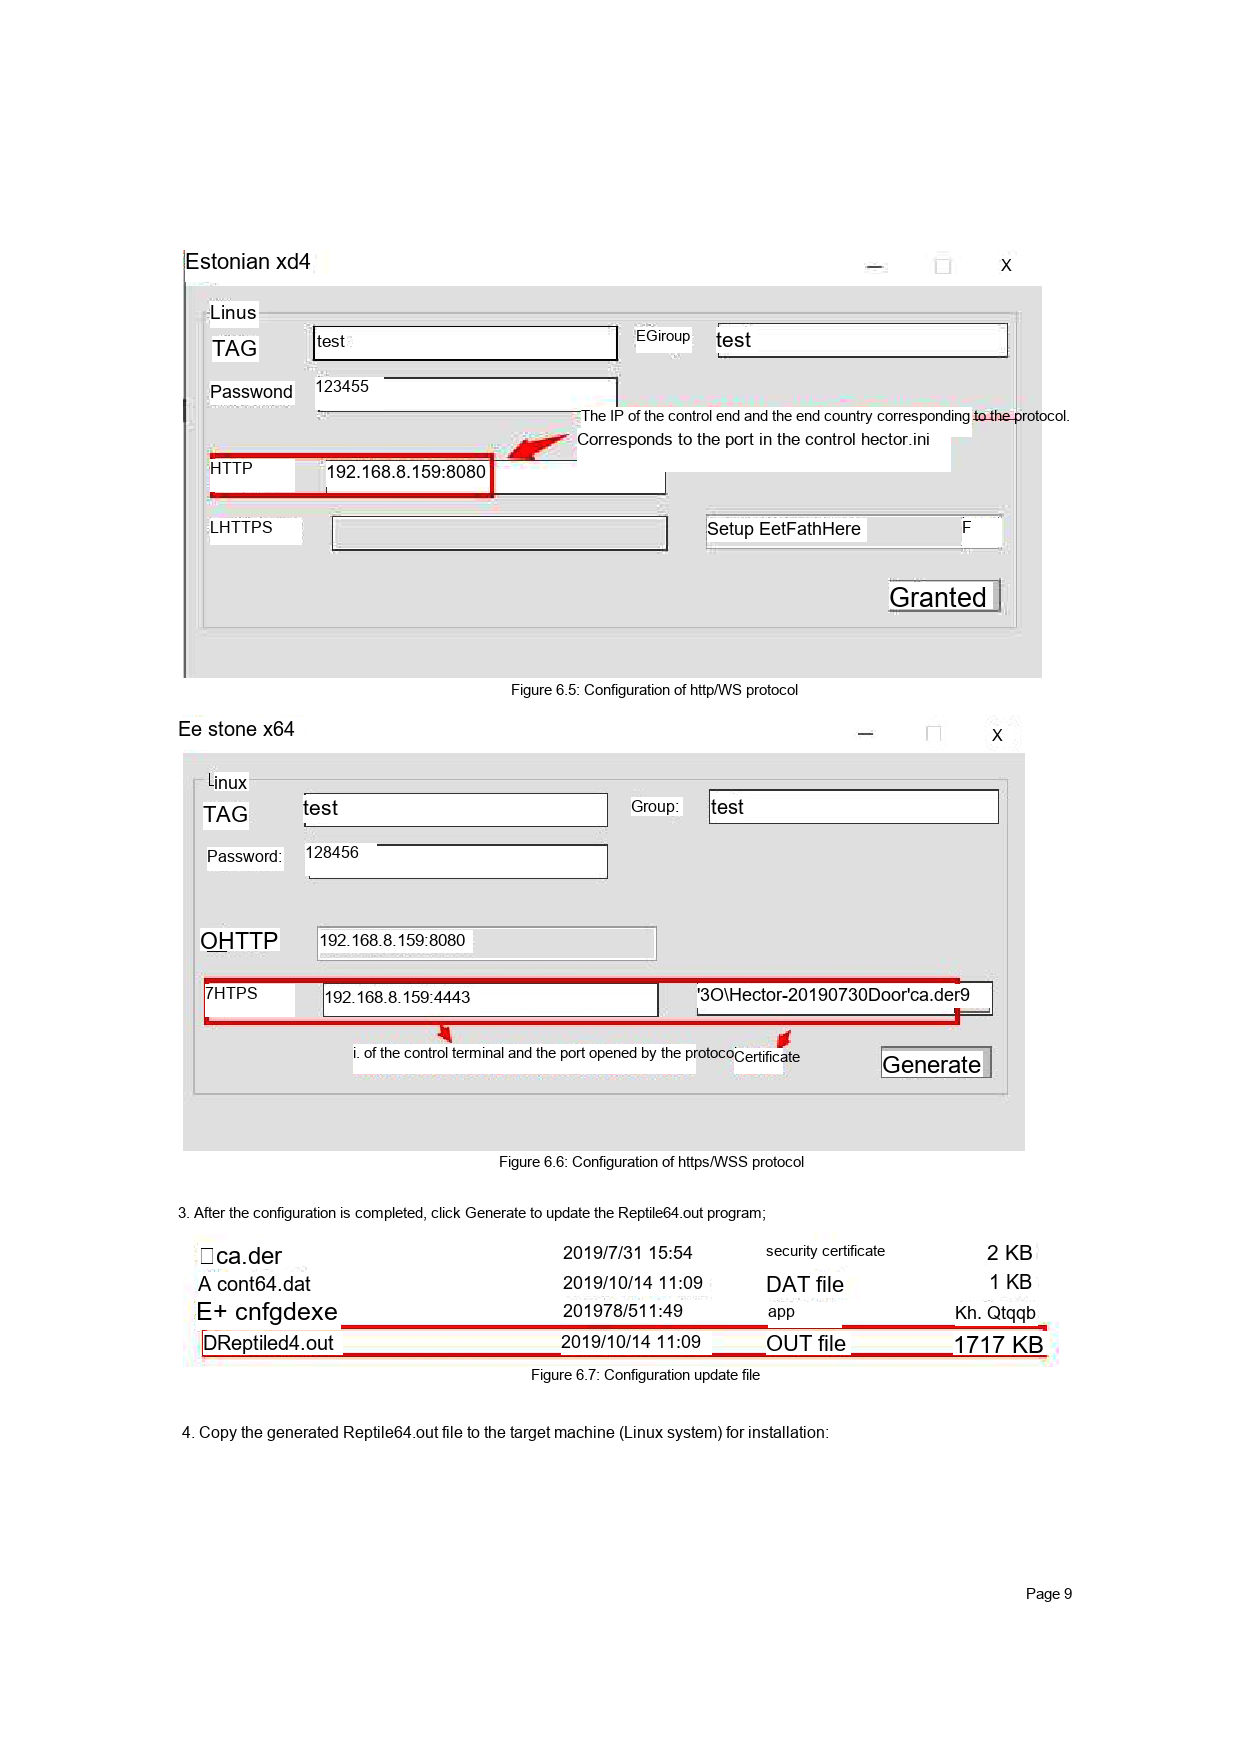 Estonian xd4
X
Linus
TAG test EGiroup test
Passwond 123455
The IP of the control end and the end country corresponding to the protocol.
Corresponds to the port in the control hector.ini
HTTP 192.168.8.159:8080
LHTTPS Setup EetFathHere F
Granted
Figure 6.5: Configuration of http/WS protocol
Ee stone x64
X
Linux
TAG test Group: test
Password: 128456
OHTTP 192.168.8.159:8080
7HTPS 192.168.8.159:4443 '3O\Hector-20190730Door'ca.der9
i. of the control terminal and the port opened by the protoco Certificate
Generate
Figure 6.6: Configuration of https/WSS protocol
3. After the configuration is completed, click Generate to update the Reptile64.out program;
ca.der 2019/7/31 15:54 security certificate 2 KB
A cont64.dat 2019/10/14 11:09 DAT file 1 KB
E+ cnfgdexe 201978/511:49 app Kh. Qtqqb
DReptiled4.out 2019/10/14 11:09 OUT file 1717 KB
Figure 6.7: Configuration update file
4. Copy the generated Reptile64.out file to the target machine (Linux system) for installation:
Page 9